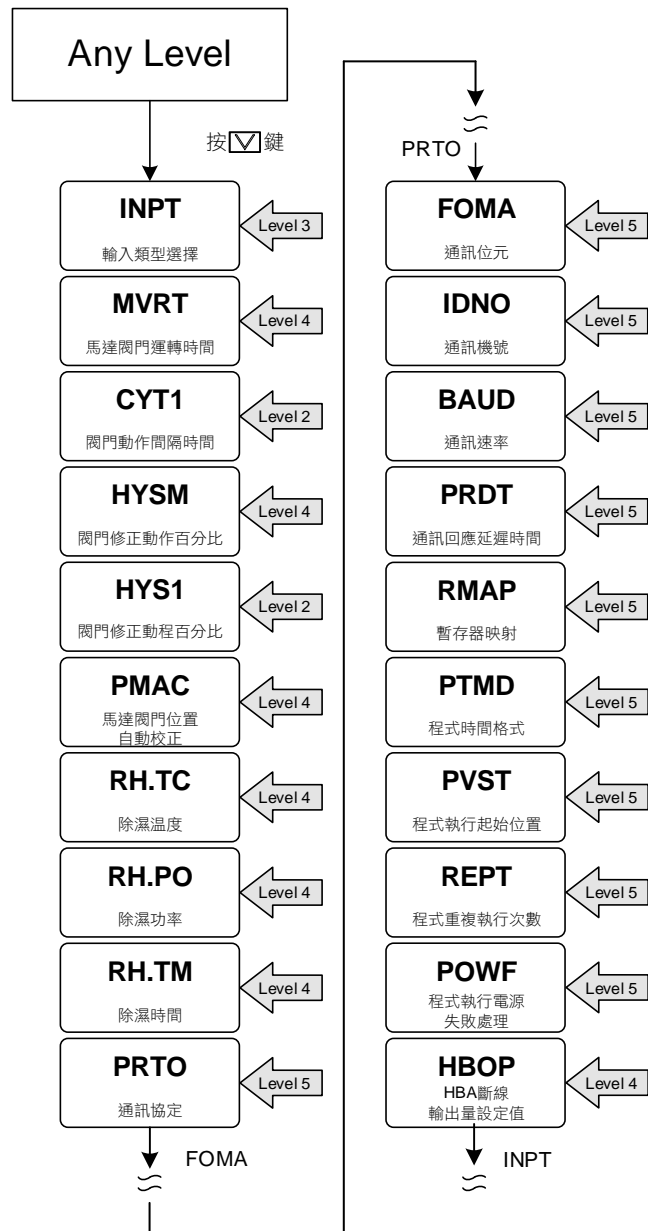 Any Level
按▽鍵
INPT
輸入類型選擇
Level 3
MVRT
馬達閥門運轉時間
Level 4
CYT1
閥門動作間隔時間
Level 2
HYSM
閥門修正動作百分比
Level 4
HYS1
閥門修正動程百分比
Level 2
PMAC
馬達閥門位置
自動校正
Level 4
RH.TC
除濕溫度
Level 4
RH.PO
除濕功率
Level 4
RH.TM
除濕時間
Level 4
PRTO
通訊協定
Level 5
FOMA
PRTO
FOMA
通訊位元
Level 5
IDNO
通訊機號
Level 5
BAUD
通訊速率
Level 5
PRDT
通訊回應延遲時間
Level 5
RMAP
暫存器映射
Level 5
PTMD
程式時間格式
Level 5
PVST
程式執行起始位置
Level 5
REPT
程式重複執行次數
Level 5
POWF
程式執行電源
失敗處理
Level 5
HBOP
HBA斷線
輸出量設定值
Level 4
INPT